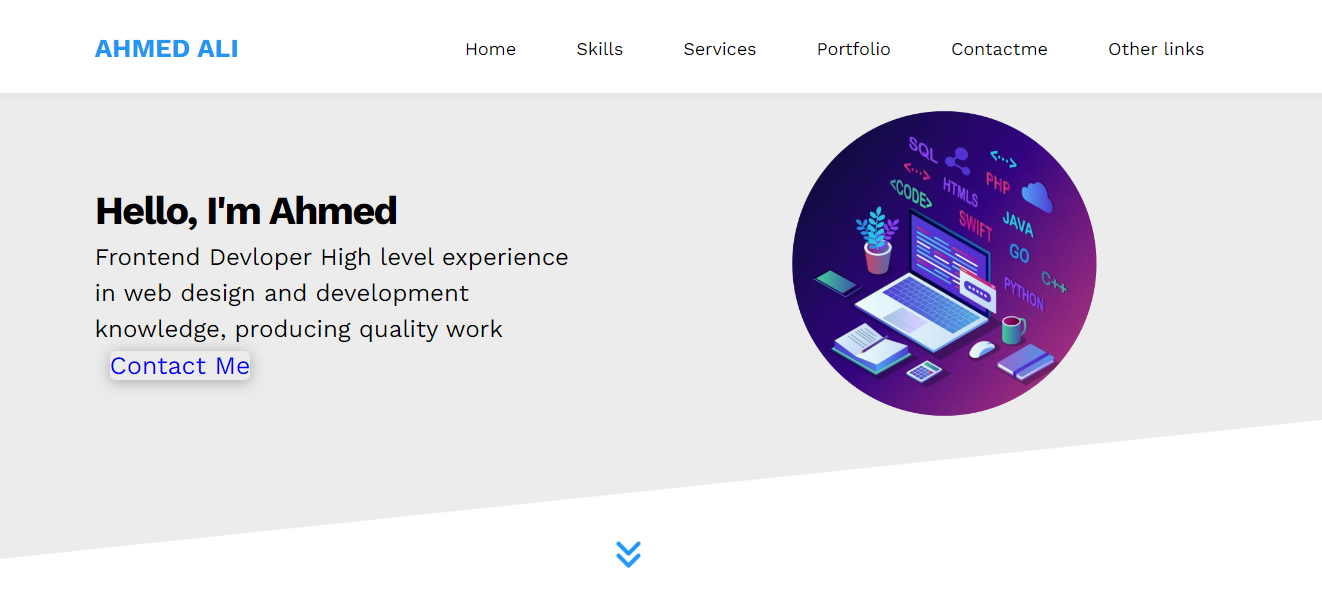 AHMED ALI
Home Skills Services Portfolio Contactme Other links
Hello, I'm Ahmed
Frontend Devloper High level experience
in web design and development
knowledge, producing quality work
Contact Me
SQL
<...>
<...>
PHP
HTML5
<CODE>
SWIFT
JAVA
GO
C++
PYTHON